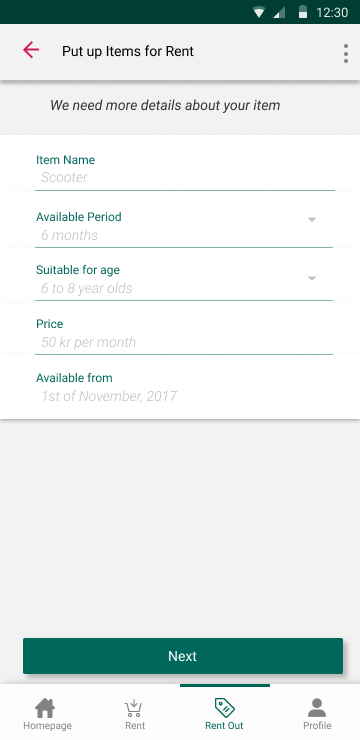 12:30
Put up Items for Rent
We need more details about your item
Item Name
Scooter
Available Period
6 months
Suitable for age
6 to 8 year olds
Price
50 kr per month
Available from
1st of November, 2017
Next
Homepage
Rent
Rent Out
Profile